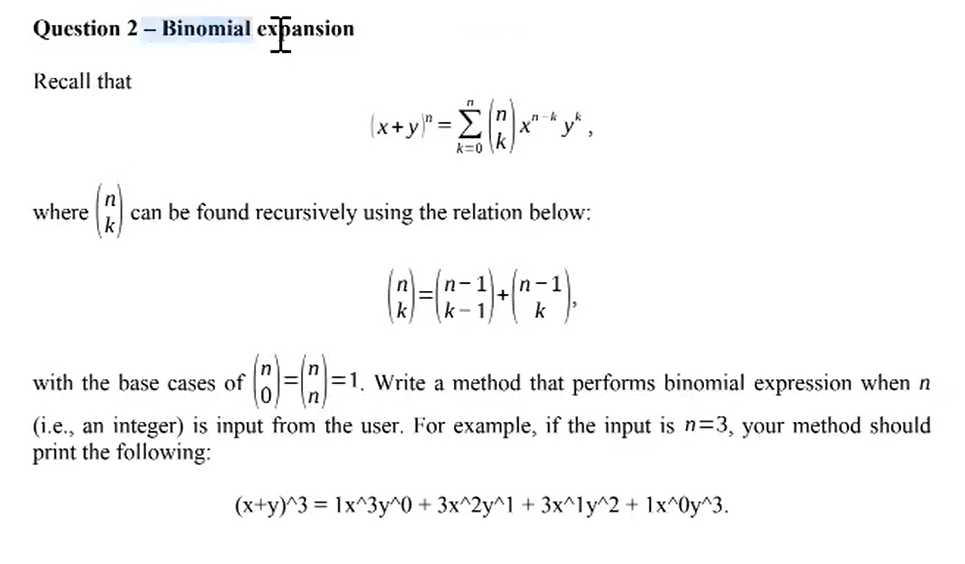 Question 2 – Binomial expansion
Recall that
(x+y)^n = ∑_{k=0}^{n} (n k) x^{n-k} y^k ,
where (n k) can be found recursively using the relation below:
(n k)=(n-1 k-1)+(n-1 k),
with the base cases of (n 0)=(n n)=1. Write a method that performs binomial expression when n
(i.e., an integer) is input from the user. For example, if the input is n=3, your method should
print the following:
(x+y)^3 = 1x^3y^0 + 3x^2y^1 + 3x^1y^2 + 1x^0y^3.